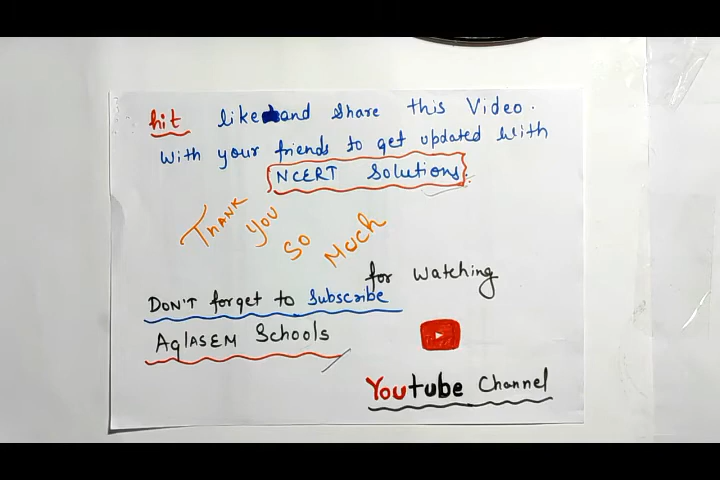 hit like and share this Video.
with your friends to get updated with
NCERT Solutions
THANK YOU SO MUCH
for watching
DON'T forget to Subscribe
AglASEM Schools
YouTube Channel